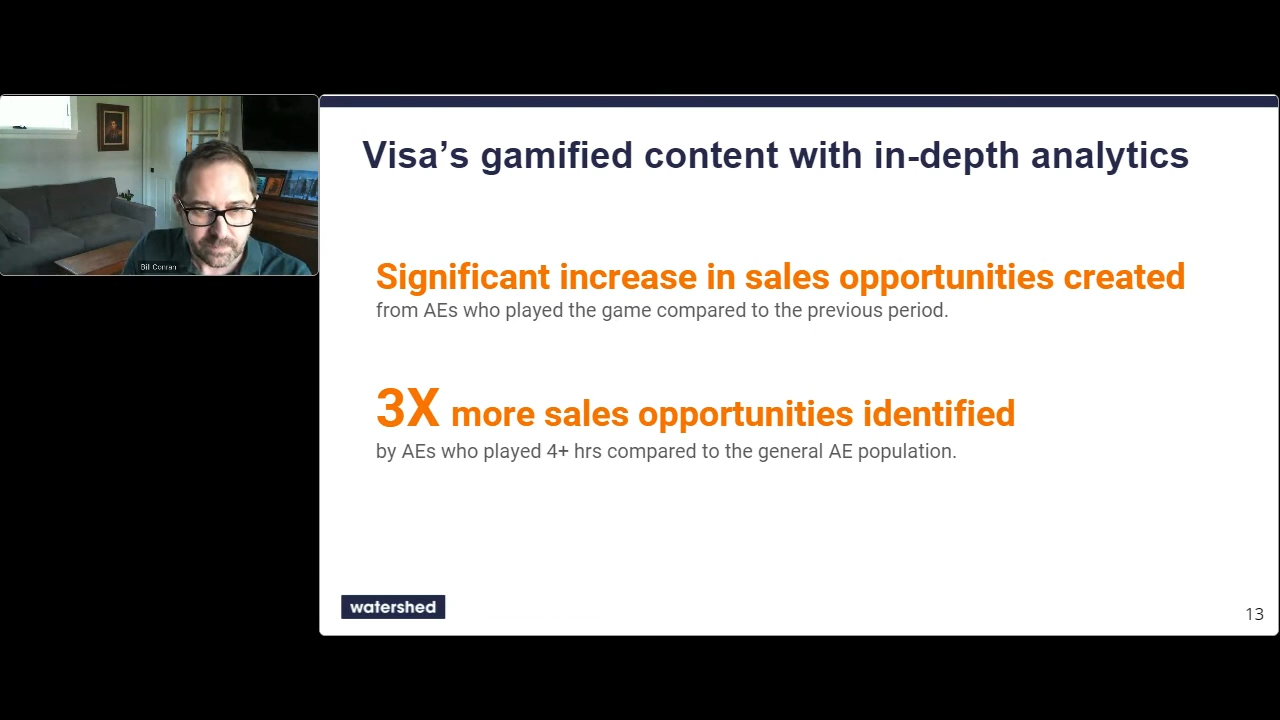 Bill Conran
Visa's gamified content with in-depth analytics
Significant increase in sales opportunities created
from AEs who played the game compared to the previous period.
3X more sales opportunities identified
by AEs who played 4+ hrs compared to the general AE population.
watershed
13